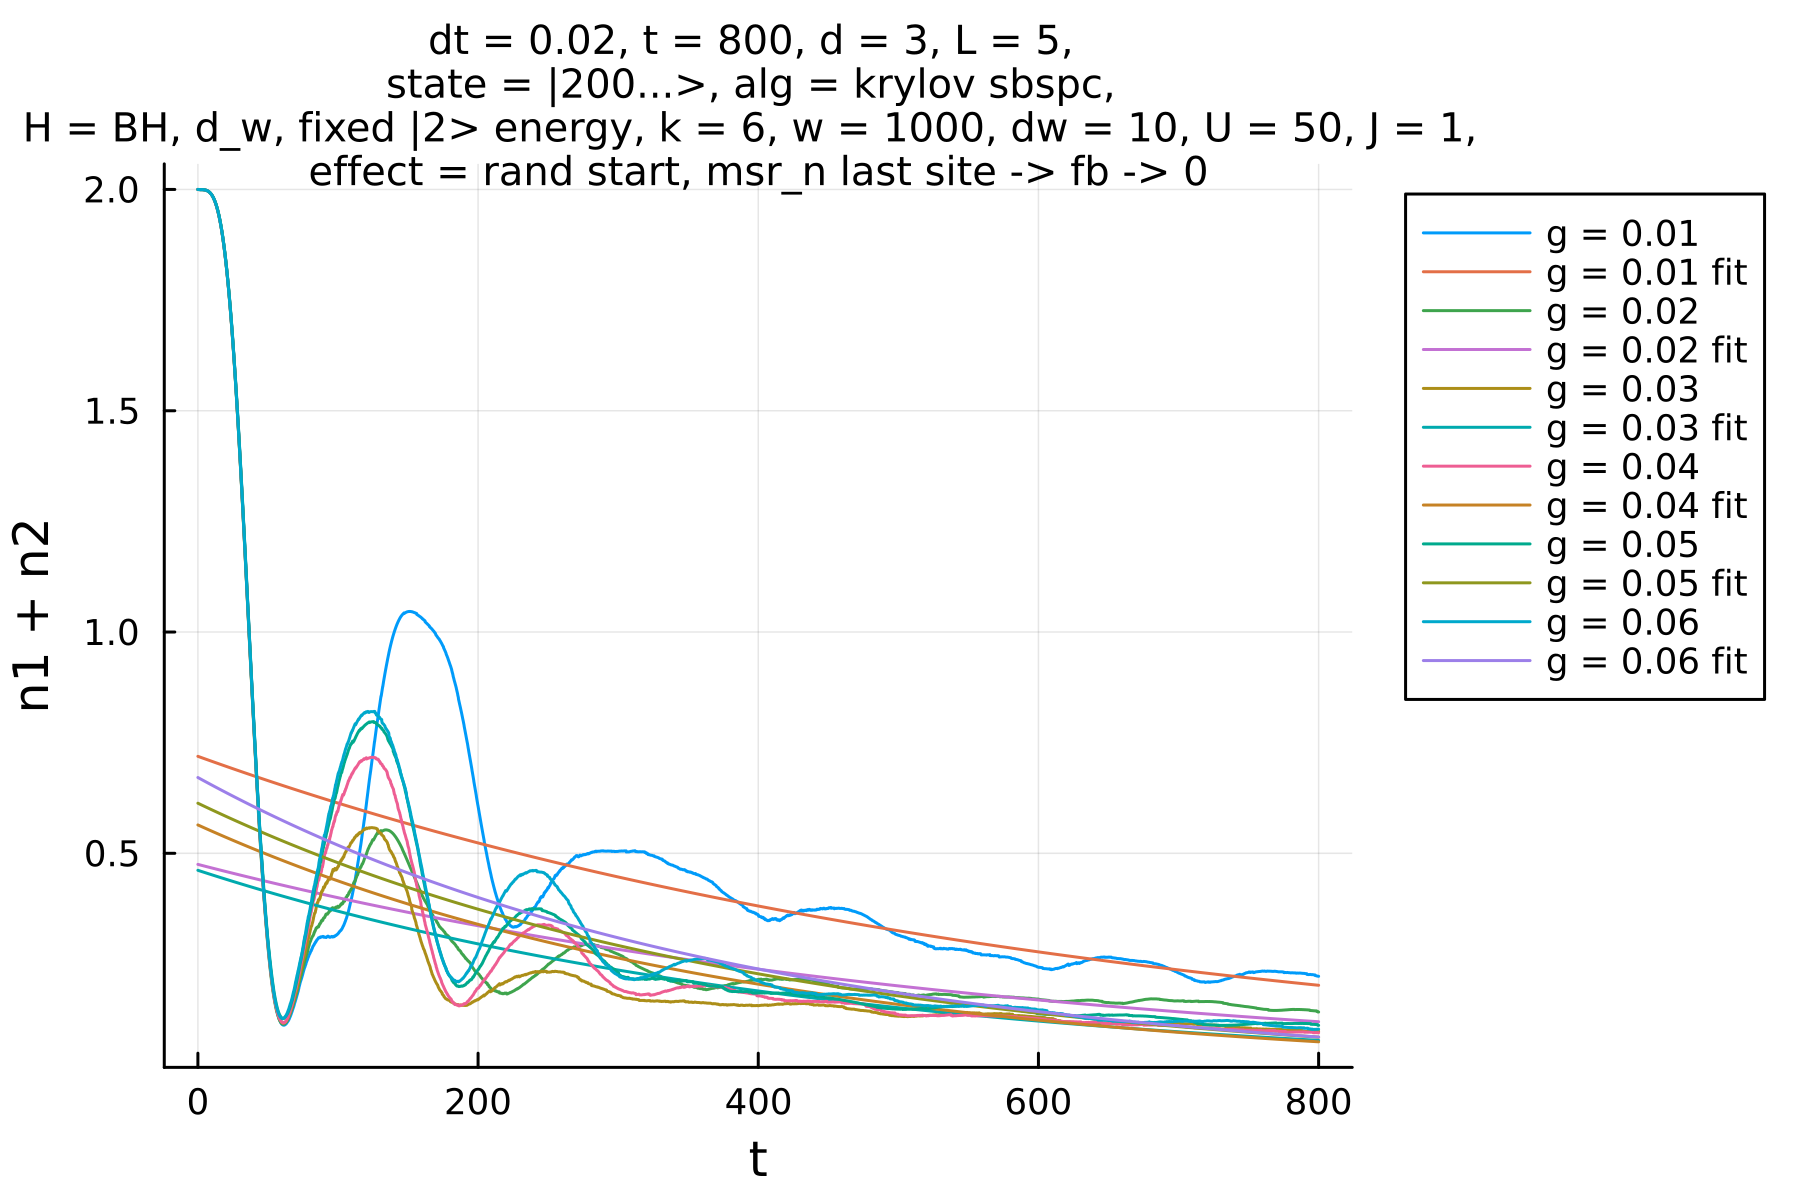 dt = 0.02, t = 800, d = 3, L = 5,
state = |200...>, alg = krylov sbspc,
H = BH, d_w, fixed |2> energy, k = 6, w = 1000, dw = 10, U = 50, J = 1,
effect = rand start, msr_n last site -> fb -> 0
2.0
1.5
1.0
0.5
n1 + n2
0 200 400 600 800
t
g = 0.01
g = 0.01 fit
g = 0.02
g = 0.02 fit
g = 0.03
g = 0.03 fit
g = 0.04
g = 0.04 fit
g = 0.05
g = 0.05 fit
g = 0.06
g = 0.06 fit